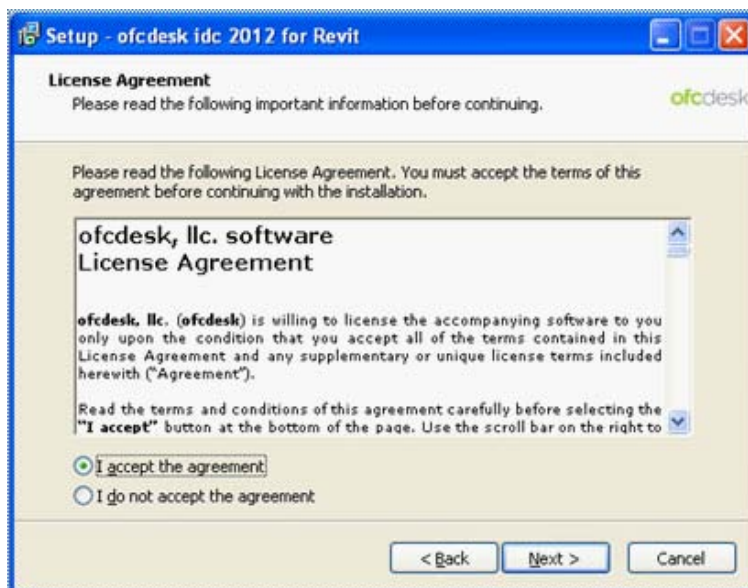 Setup - ofcdesk idc 2012 for Revit
License Agreement
Please read the following important information before continuing.
ofcdesk
Please read the following License Agreement. You must accept the terms of this
agreement before continuing with the installation.
ofcdesk, llc. software
License Agreement
ofcdesk, llc. (ofcdesk) is willing to license the accompanying software to you
only upon the condition that you accept all of the terms contained in this
License Agreement and any supplementary or unique license terms included
herewith ("Agreement").
Read the terms and conditions of this agreement carefully before selecting the
"I accept" button at the bottom of the page. Use the scroll bar on the right to
I accept the agreement
I do not accept the agreement
< Back
Next >
Cancel